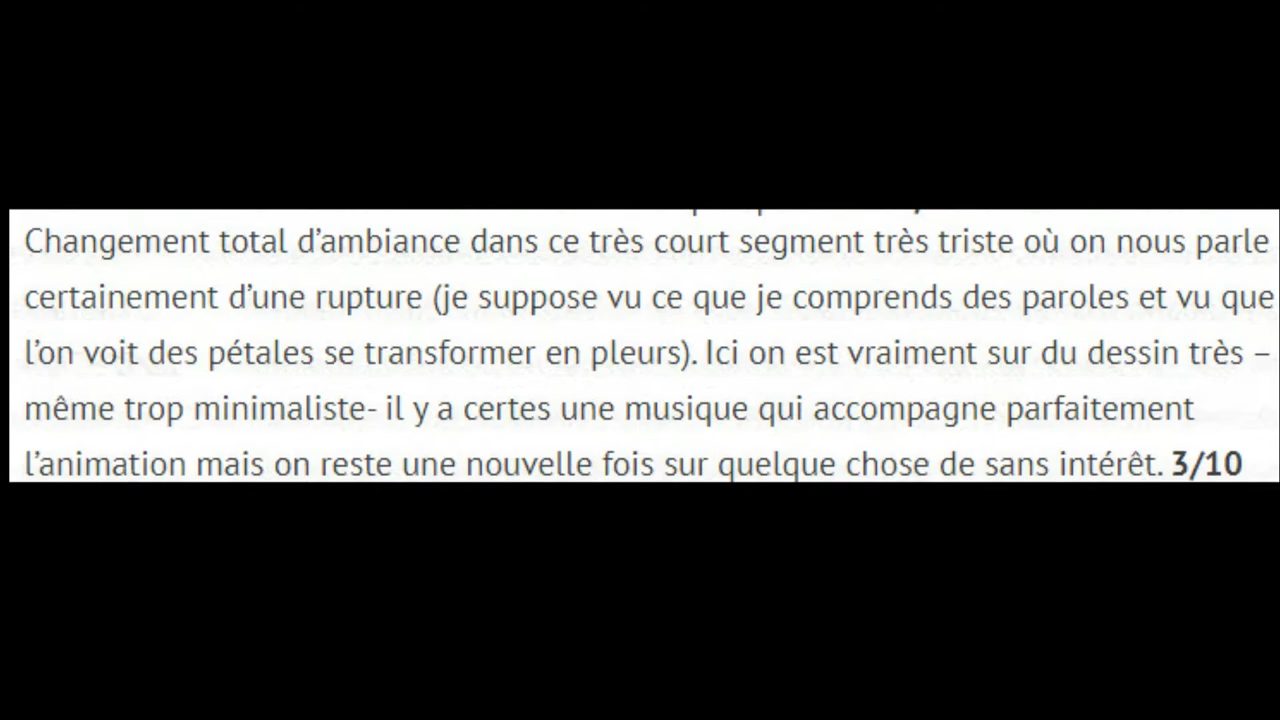 Changement total d’ambiance dans ce très court segment très triste où on nous parle
certainement d’une rupture (je suppose vu ce que je comprends des paroles et vu que
l’on voit des pétales se transformer en pleurs). Ici on est vraiment sur du dessin très –
même trop minimaliste- il y a certes une musique qui accompagne parfaitement
l’animation mais on reste une nouvelle fois sur quelque chose de sans intérêt. 3/10